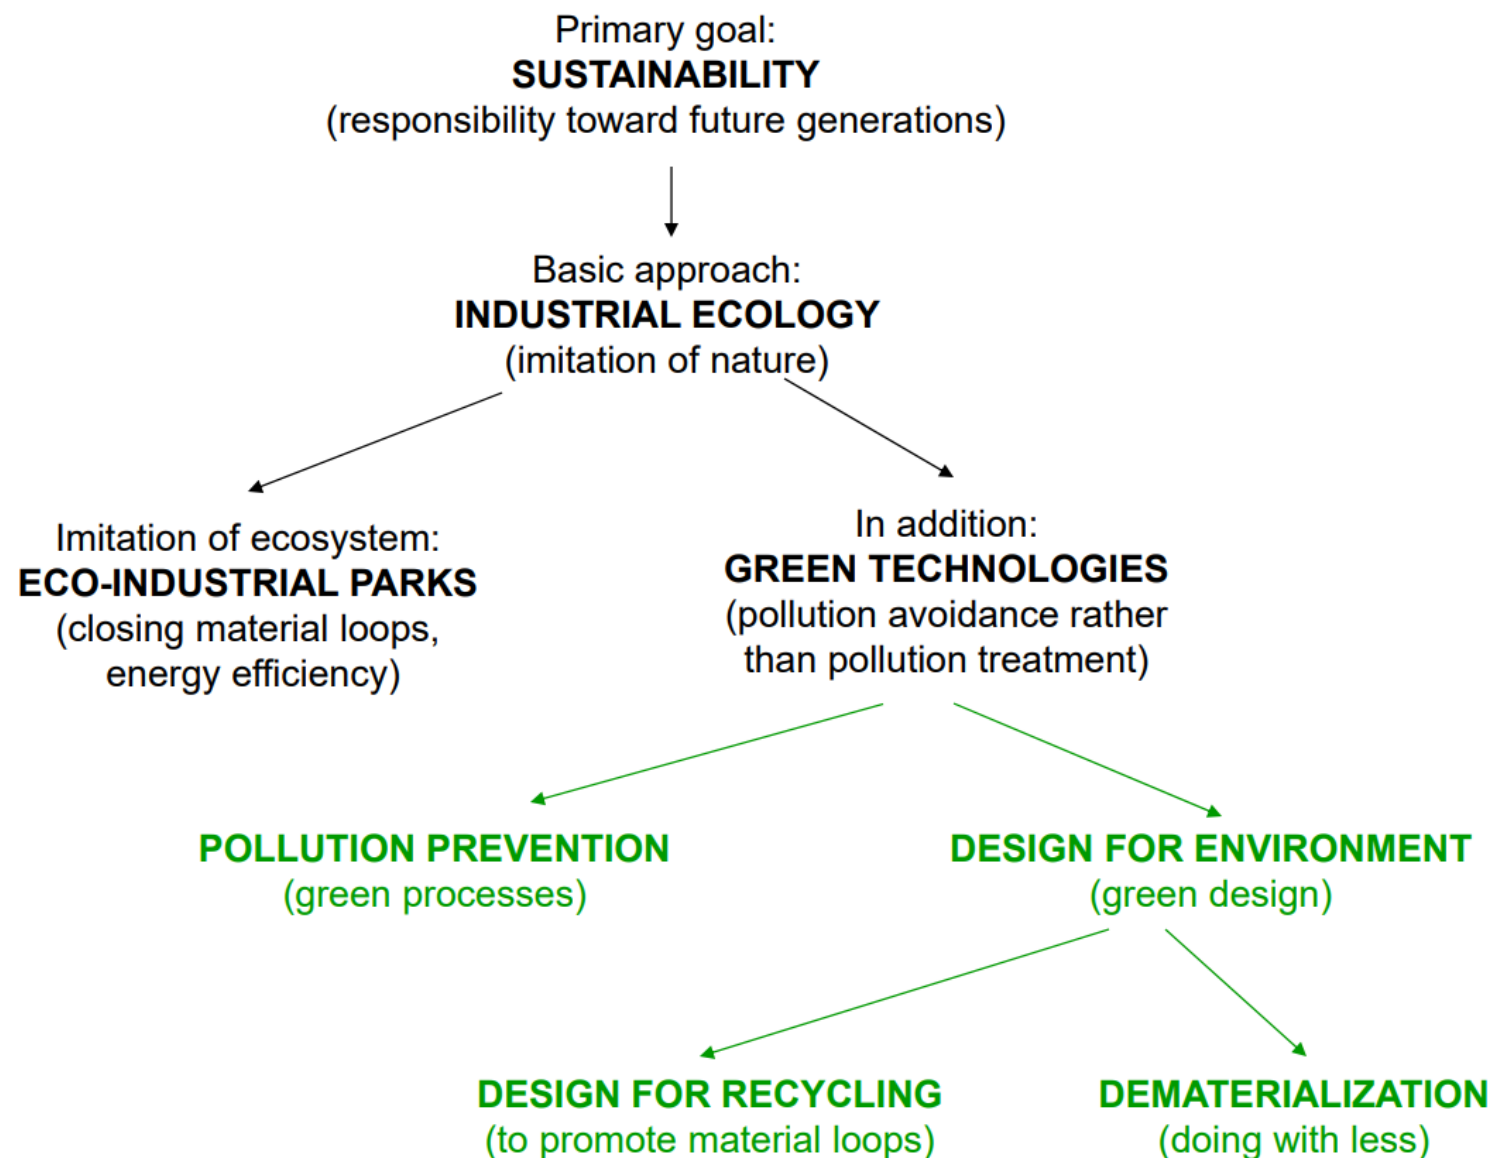 Primary goal:
SUSTAINABILITY
(responsibility toward future generations)
Basic approach:
INDUSTRIAL ECOLOGY
(imitation of nature)
Imitation of ecosystem:
ECO-INDUSTRIAL PARKS
(closing material loops,
energy efficiency)
In addition:
GREEN TECHNOLOGIES
(pollution avoidance rather
than pollution treatment)
POLLUTION PREVENTION
(green processes)
DESIGN FOR ENVIRONMENT
(green design)
DESIGN FOR RECYCLING
(to promote material loops)
DEMATERIALIZATION
(doing with less)